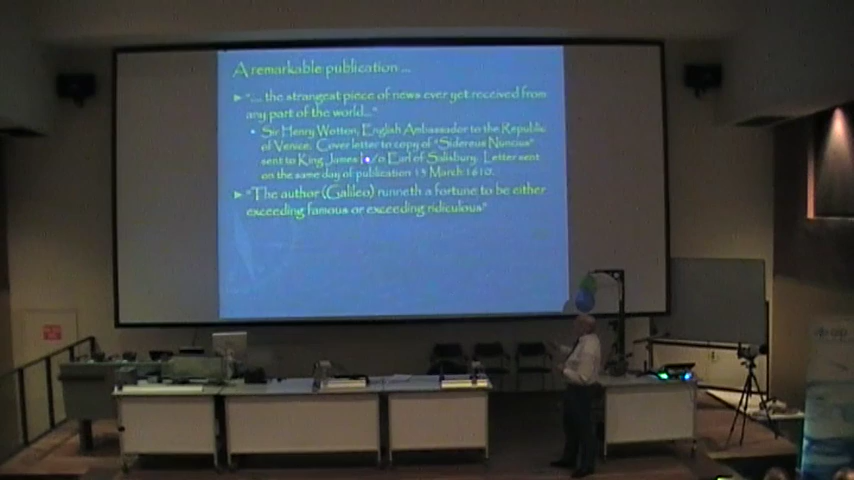 A remarkable publication ...
".... the strangest piece of news ever yet received from
any part of the world..."
Sir Henry Wotton, English Ambassador to the Republic
of Venice. Cover letter to copy of "Sidereus Nuncius"
sent to King James I c/o Earl of Salisbury. Letter sent
on the same day of publication 13 March 1610.
"The author (Galileo) runneth a fortune to be either
exceeding famous or exceeding ridiculous"